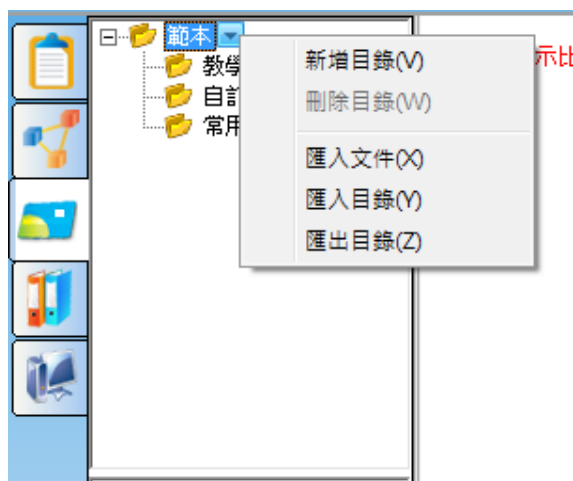 範本
教學
自訂
常用
新增目錄(V)
刪除目錄(W)
匯入文件(X)
匯入目錄(Y)
匯出目錄(Z)
示比